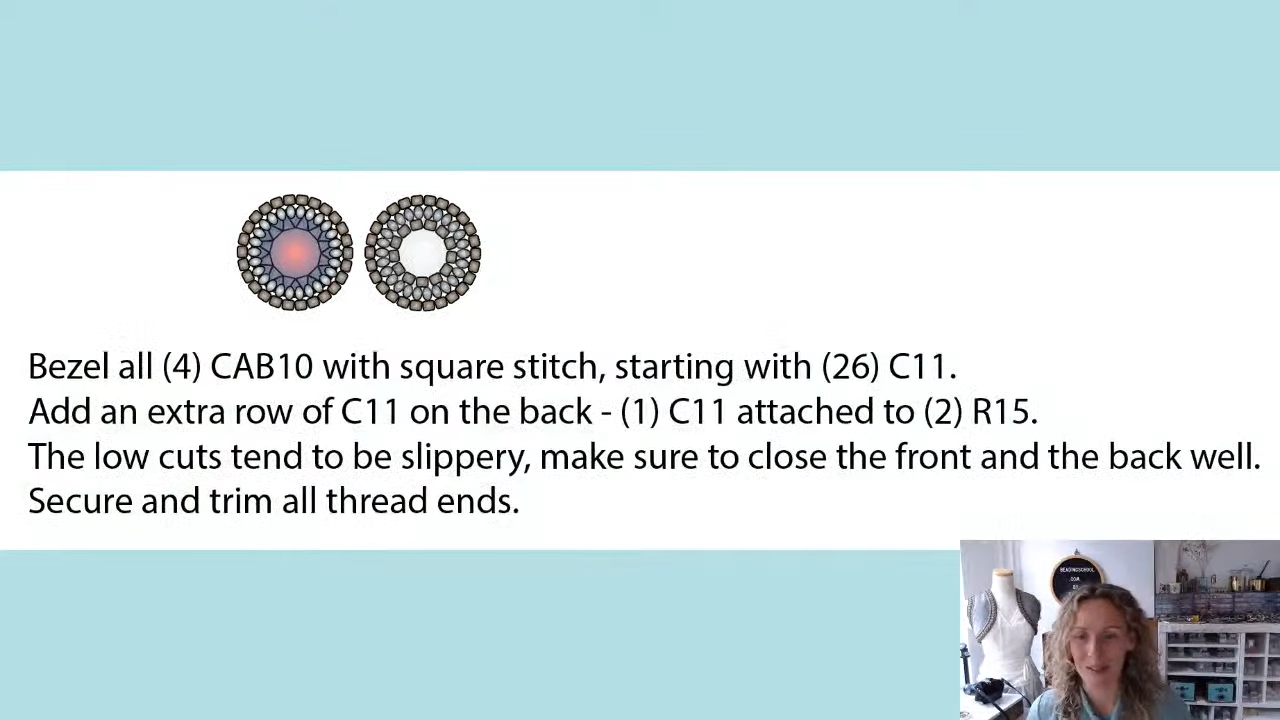 Bezel all (4) CAB10 with square stitch, starting with (26) C11.
Add an extra row of C11 on the back - (1) C11 attached to (2) R15.
The low cuts tend to be slippery, make sure to close the front and the back well.
Secure and trim all thread ends.
BEADINGSCHOOL
.COM